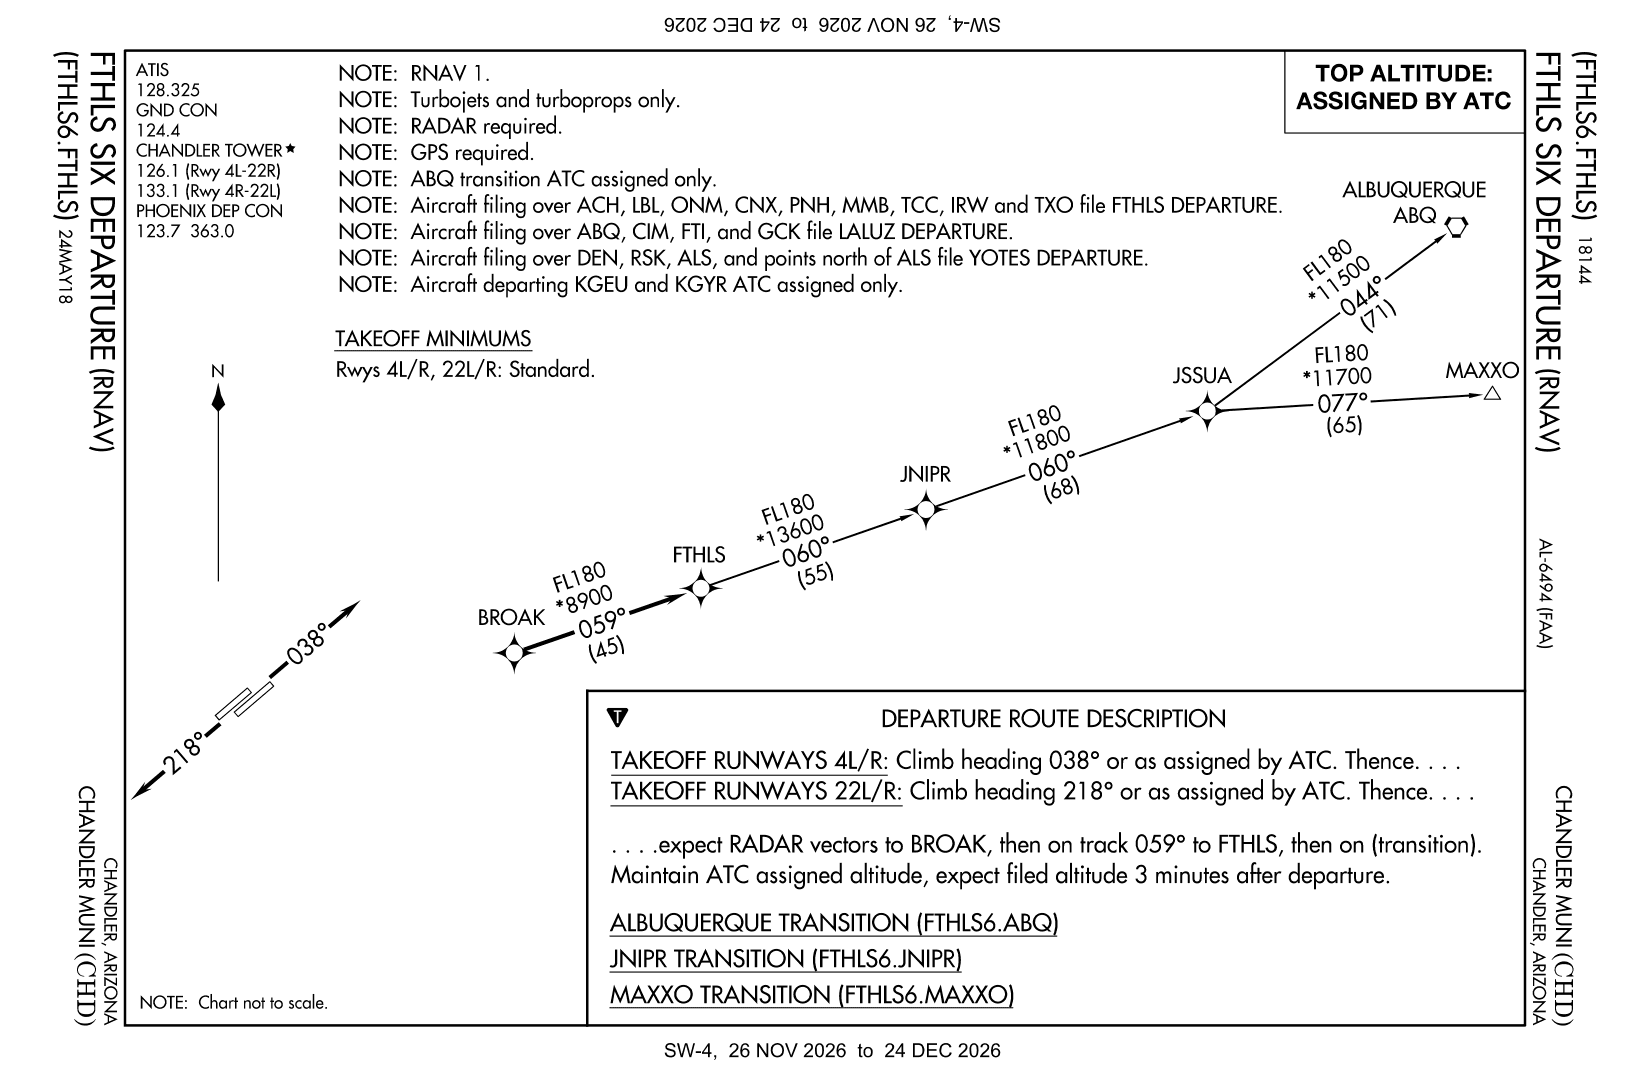 SW-4, 26 NOV 2026 to 24 DEC 2026
(FTHLS6.FTHLS) 24MAY18
FTHLS SIX DEPARTURE (RNAV)
CHANDLER MUNI (CHD)
CHANDLER, ARIZONA
ATIS
128.325
GND CON
124.4
CHANDLER TOWER★
126.1 (Rwy 4L-22R)
133.1 (Rwy 4R-22L)
PHOENIX DEP CON
123.7 363.0
NOTE: RNAV 1.
NOTE: Turbojets and turboprops only.
NOTE: RADAR required.
NOTE: GPS required.
NOTE: ABQ transition ATC assigned only.
NOTE: Aircraft filing over ACH, LBL, ONM, CNX, PNH, MMB, TCC, IRW and TXO file FTHLS DEPARTURE.
NOTE: Aircraft filing over ABQ, CIM, FTI, and GCK file LALUZ DEPARTURE.
NOTE: Aircraft filing over DEN, RSK, ALS, and points north of ALS file YOTES DEPARTURE.
NOTE: Aircraft departing KGEU and KGYR ATC assigned only.
TAKEOFF MINIMUMS
Rwys 4L/R, 22L/R: Standard.
TOP ALTITUDE:
ASSIGNED BY ATC
ALBUQUERQUE
ABQ
FL180
*11500
044°
(71)
FL180
*11700
077°
(65)
MAXXO
JSSUA
FL180
*11800
060°
(68)
JNIPR
FL180
*13600
060°
(55)
FTHLS
FL180
*8900
059°
(45)
BROAK
N
038°
218°
T
DEPARTURE ROUTE DESCRIPTION
TAKEOFF RUNWAYS 4L/R: Climb heading 038° or as assigned by ATC. Thence. . . .
TAKEOFF RUNWAYS 22L/R: Climb heading 218° or as assigned by ATC. Thence. . . .
. . . .expect RADAR vectors to BROAK, then on track 059° to FTHLS, then on (transition).
Maintain ATC assigned altitude, expect filed altitude 3 minutes after departure.
ALBUQUERQUE TRANSITION (FTHLS6.ABQ)
JNIPR TRANSITION (FTHLS6.JNIPR)
MAXXO TRANSITION (FTHLS6.MAXXO)
NOTE: Chart not to scale.
(FTHLS6.FTHLS) 18144
FTHLS SIX DEPARTURE (RNAV)
AL-6494 (FAA)
CHANDLER MUNI (CHD)
CHANDLER, ARIZONA
SW-4, 26 NOV 2026 to 24 DEC 2026